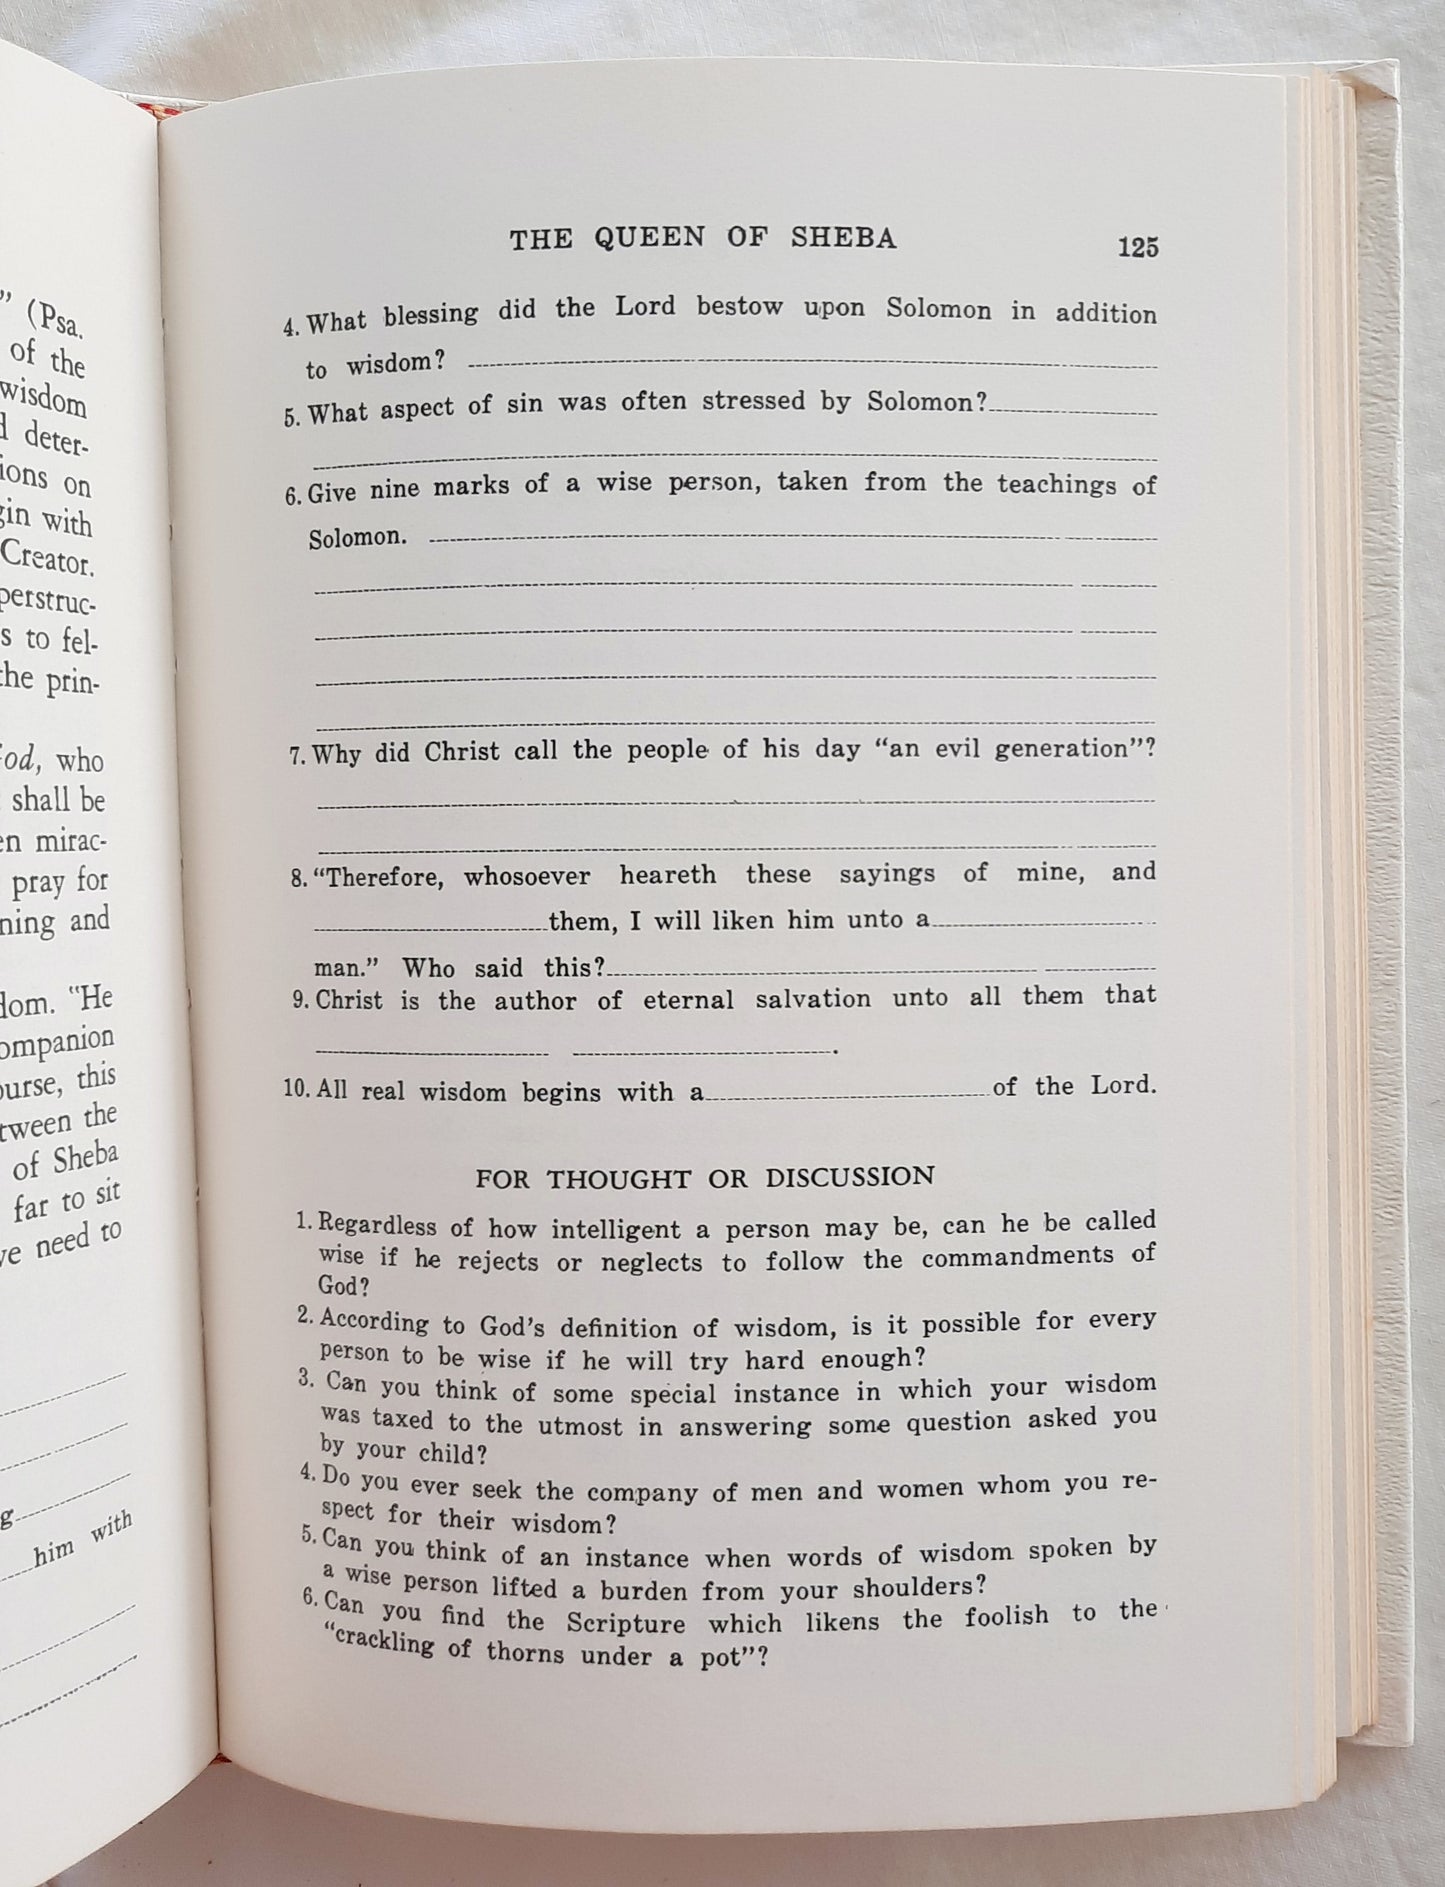 ” (Psa.
of the
wisdom
deter-
ions on
gin with
Creator.
perstruc-
s to fel-
the prin-
God, who
shall be
en mirac-
pray for
ning and
dom. “He
ompanion
ourse, this
tween the
of Sheba
far to sit
ve need to
g
him with
THE QUEEN OF SHEBA 125
4. What blessing did the Lord bestow upon Solomon in addition
to wisdom?
5. What aspect of sin was often stressed by Solomon?
6. Give nine marks of a wise person, taken from the teachings of
Solomon.
7. Why did Christ call the people of his day “an evil generation”?
8. “Therefore, whosoever heareth these sayings of mine, and
them, I will liken him unto a
man.” Who said this?
9. Christ is the author of eternal salvation unto all them that
.
10. All real wisdom begins with a of the Lord.
FOR THOUGHT OR DISCUSSION
1. Regardless of how intelligent a person may be, can he be called
wise if he rejects or neglects to follow the commandments of
God?
2. According to God’s definition of wisdom, is it possible for every
person to be wise if he will try hard enough?
3. Can you think of some special instance in which your wisdom
was taxed to the utmost in answering some question asked you
by your child?
4. Do you ever seek the company of men and women whom you re-
spect for their wisdom?
5. Can you think of an instance when words of wisdom spoken by
a wise person lifted a burden from your shoulders?
6. Can you find the Scripture which likens the foolish to the
“crackling of thorns under a pot”?